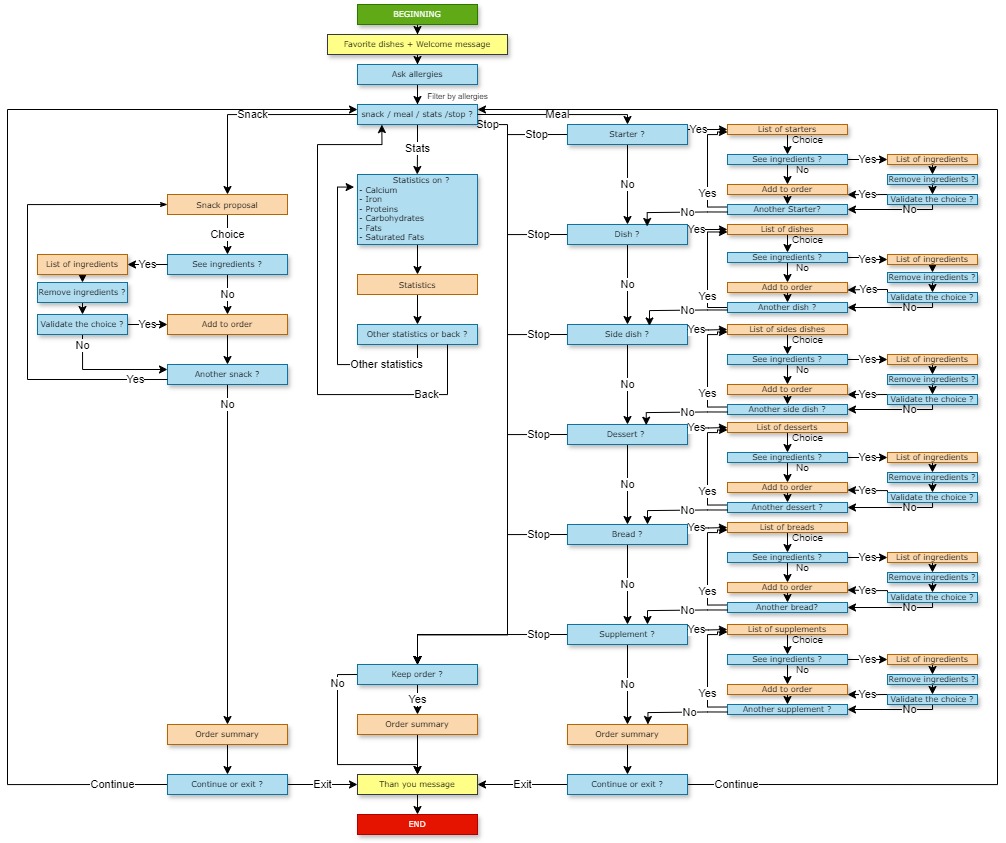 BEGINNING
Favorite dishes + Welcome message
Ask allergies
Filter by allergies
snack / meal / stats /stop ?
Snack
Meal
Stop
Stats
Snack proposal
Choice
See ingredients ?
Yes
List of ingredients
Remove ingredients ?
Validate the choice ?
Yes
No
No
Add to order
Another snack ?
Yes
No
Order summary
Continue or exit ?
Continue
Exit
Statistics on ?
- Calcium
- Iron
- Proteins
- Carbohydrates
- Fats
- Saturated Fats
Statistics
Other statistics or back ?
Other statistics
Back
Keep order ?
No
Yes
Order summary
Than you message
END
Stop
Starter ?
Yes
No
List of starters
Choice
See ingredients ?
Yes
List of ingredients
No
Remove ingredients ?
Add to order
Yes
Validate the choice ?
Yes
Another Starter?
No
No
Stop
Dish ?
Yes
No
List of dishes
Choice
See ingredients ?
Yes
List of ingredients
No
Remove ingredients ?
Add to order
Yes
Validate the choice ?
Yes
Another dish ?
No
No
Stop
Side dish ?
Yes
No
List of sides dishes
Choice
See ingredients ?
Yes
List of ingredients
No
Remove ingredients ?
Add to order
Yes
Validate the choice ?
Yes
Another side dish ?
No
No
Stop
Dessert ?
Yes
No
List of desserts
Choice
See ingredients ?
Yes
List of ingredients
No
Remove ingredients ?
Add to order
Yes
Validate the choice ?
Yes
Another dessert ?
No
No
Stop
Bread ?
Yes
No
List of breads
Choice
See ingredients ?
Yes
List of ingredients
No
Remove ingredients ?
Add to order
Yes
Validate the choice ?
Yes
Another bread?
No
No
Stop
Supplement ?
Yes
No
List of supplements
Choice
See ingredients ?
Yes
List of ingredients
No
Remove ingredients ?
Add to order
Yes
Validate the choice ?
Yes
Another supplement ?
No
No
Order summary
Continue or exit ?
Exit
Continue